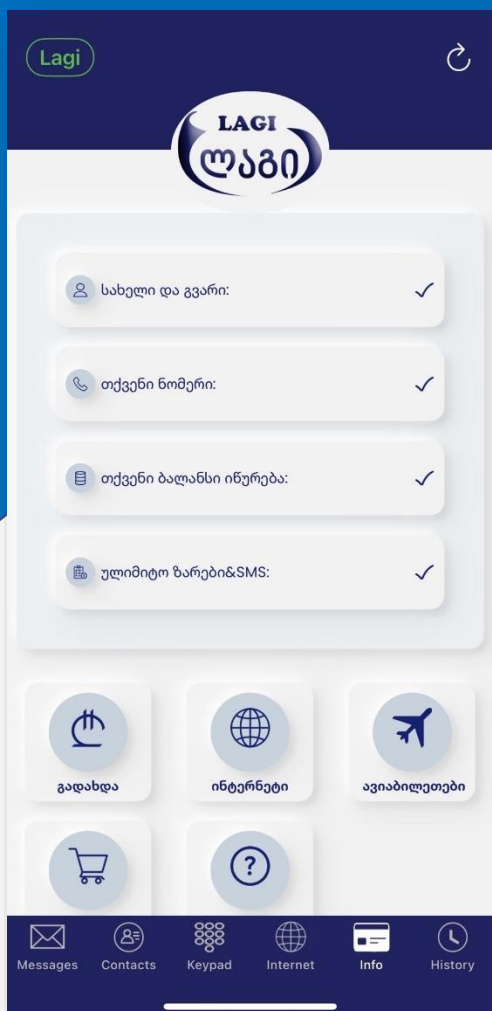 Lagi
LAGI
ლაგი
სახელი და გვარი:
თქვენი ნომერი:
თქვენი ბალანსი იწურება:
ულიმიტო ზარები&SMS:
გადახდა
ინტერნეტი
ავიაბილეთები
Messages
Contacts
Keypad
Internet
Info
History